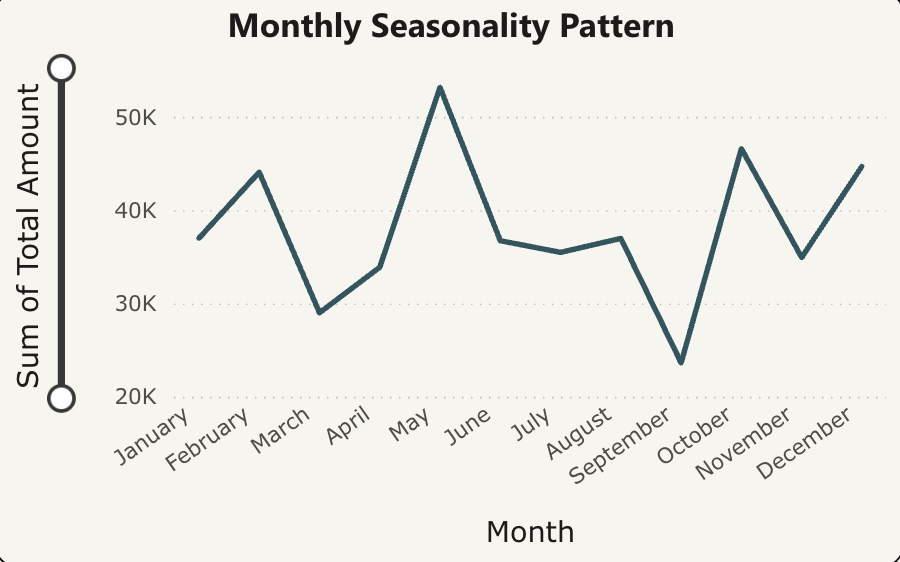 Monthly Seasonality Pattern
Sum of Total Amount
50K
40K
30K
20K
January
February
March
April
May
June
July
August
September
October
November
December
Month